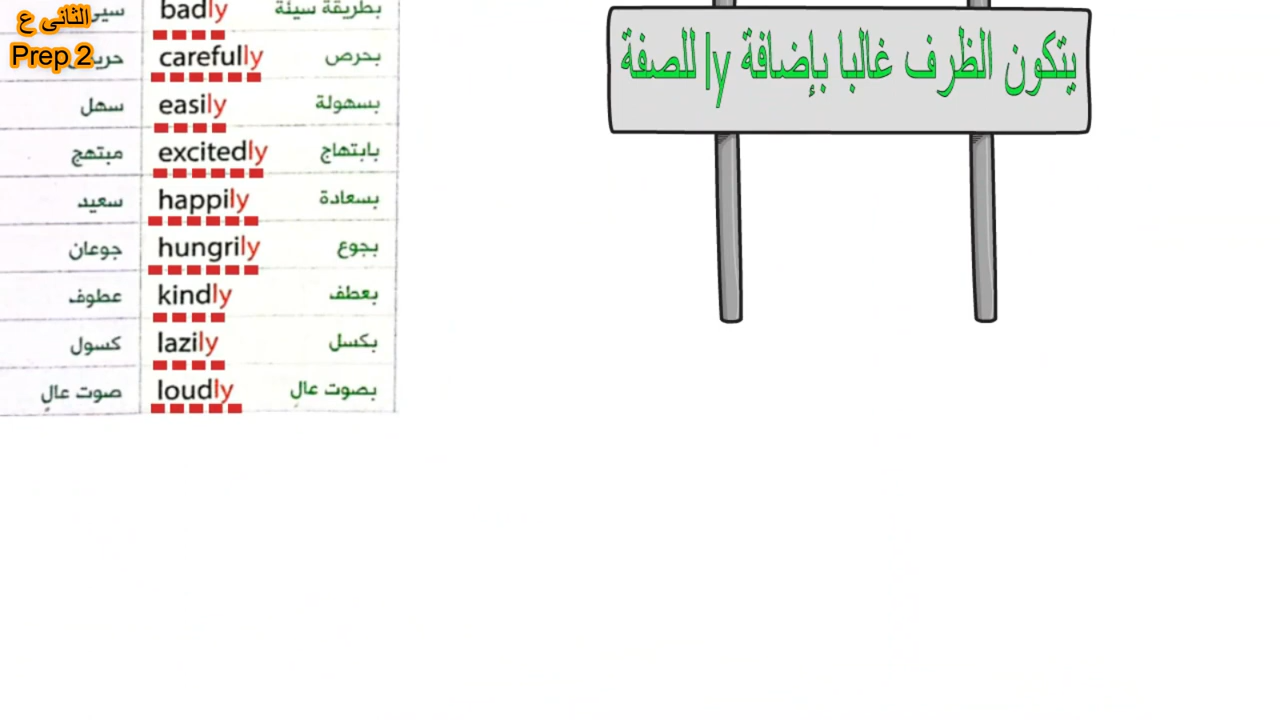 الثانى ع
Prep 2
badly بطريقة سيئة
حريص carefully بحرص
سهل easily بسهولة
مبتهج excitedly بابتهاج
سعيد happily بسعادة
جوعان hungrily بجوع
عطوف kindly بعطف
كسول lazily بكسل
صوت عالٍ loudly بصوت عالٍ
يتكون الظرف غالبا بإضافة ly للصفة